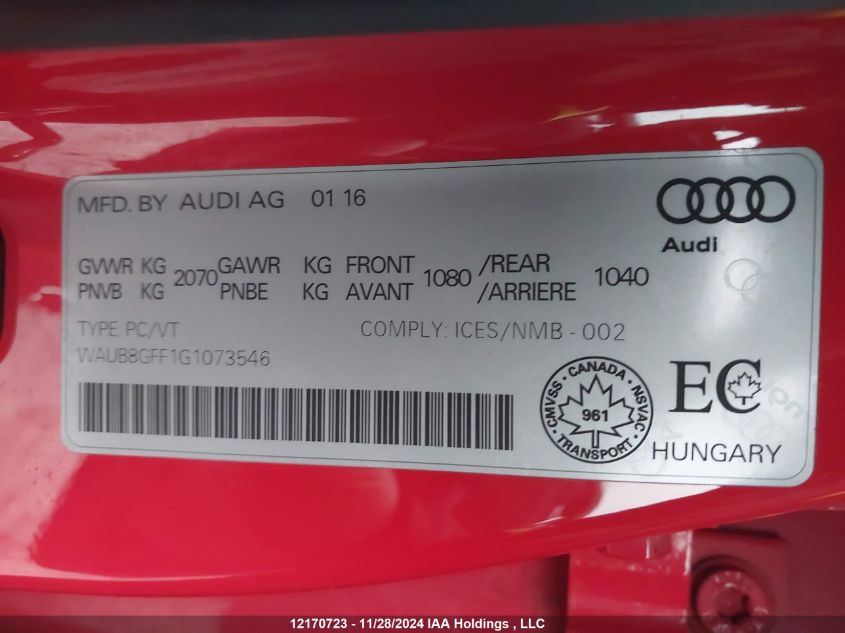 MFD. BY AUDI AG 01 16
Audi
GVWR KG 2070 GAWR KG FRONT 1080 /REAR 1040
PNVB KG PNBE KG AVANT /ARRIERE
TYPE: PC/VT COMPLY: ICES/NMB - 002
WAUB8GFF1G1073546
CMVSS · CANADA · NSVAC
961
· TRANSPORT ·
EC
HUNGARY
12170723 - 11/28/2024 IAA Holdings , LLC